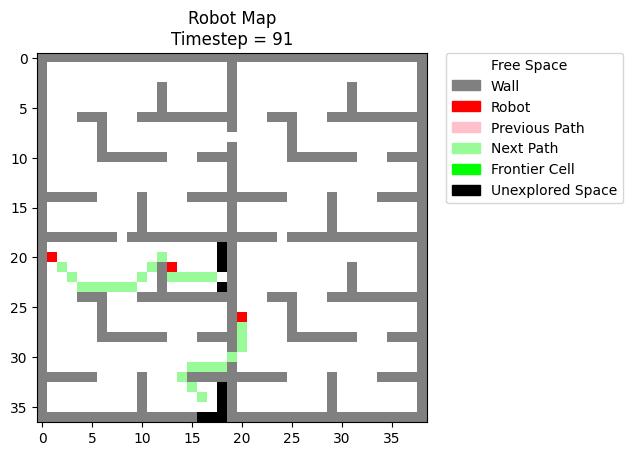 Robot Map
Timestep = 91
Free Space
Wall
Robot
Previous Path
Next Path
Frontier Cell
Unexplored Space
0
5
10
15
20
25
30
35
0
5
10
15
20
25
30
35